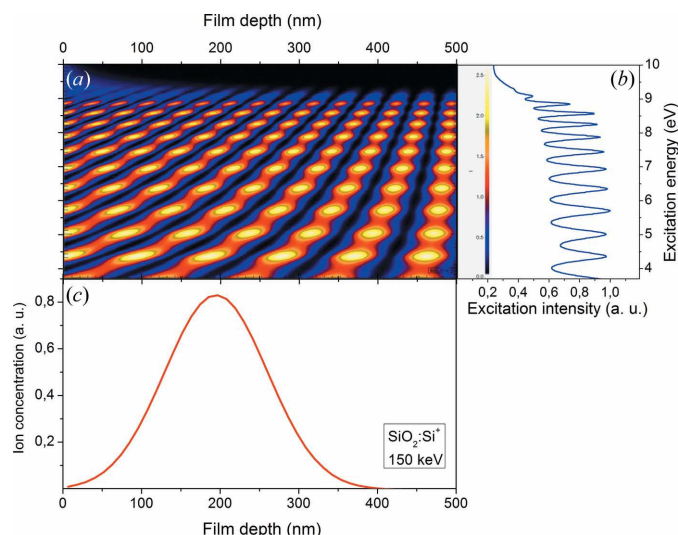 Film depth (nm)
0 100 200 300 400 500
(a)
(b)
10
9
8
7
6
5
4
Excitation energy (eV)
2.5
2.0
1.5
1.0
0.5
0.0
0,2 0,4 0,6 0,8 1,0
Excitation intensity (a. u.)
(c)
0,8
0,6
0,4
0,2
Ion concentration (a. u.)
SiO₂:Si⁺
150 keV
0 100 200 300 400 500
Film depth (nm)